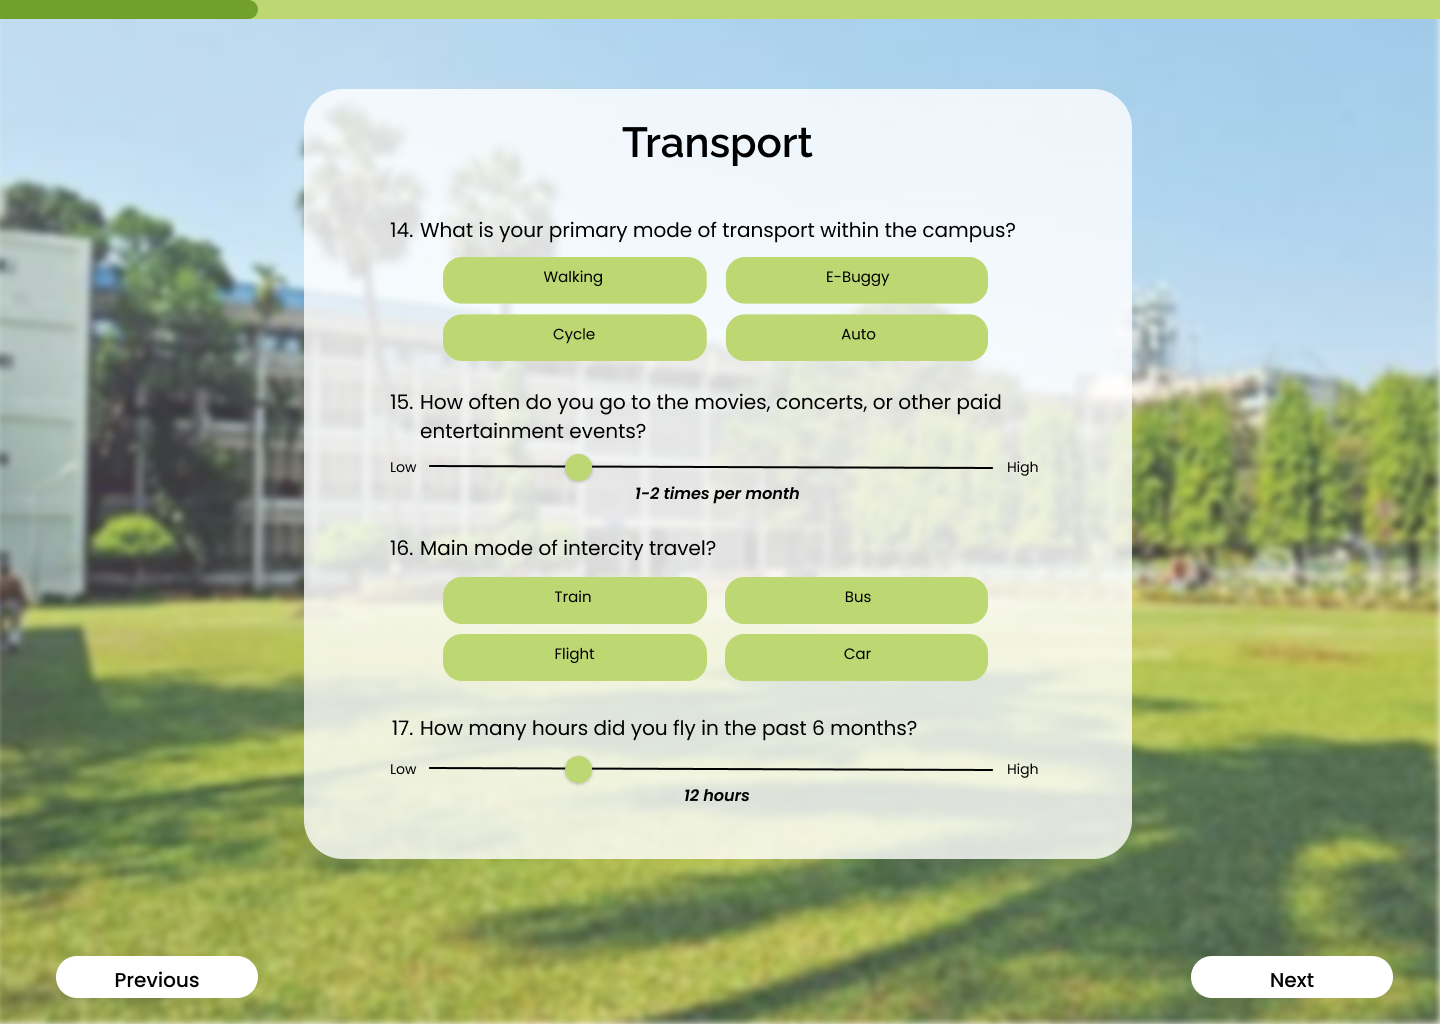 Transport
14. What is your primary mode of transport within the campus?
Walking
E-Buggy
Cycle
Auto
15. How often do you go to the movies, concerts, or other paid
entertainment events?
Low
High
1-2 times per month
16. Main mode of intercity travel?
Train
Bus
Flight
Car
17. How many hours did you fly in the past 6 months?
Low
High
12 hours
Previous
Next